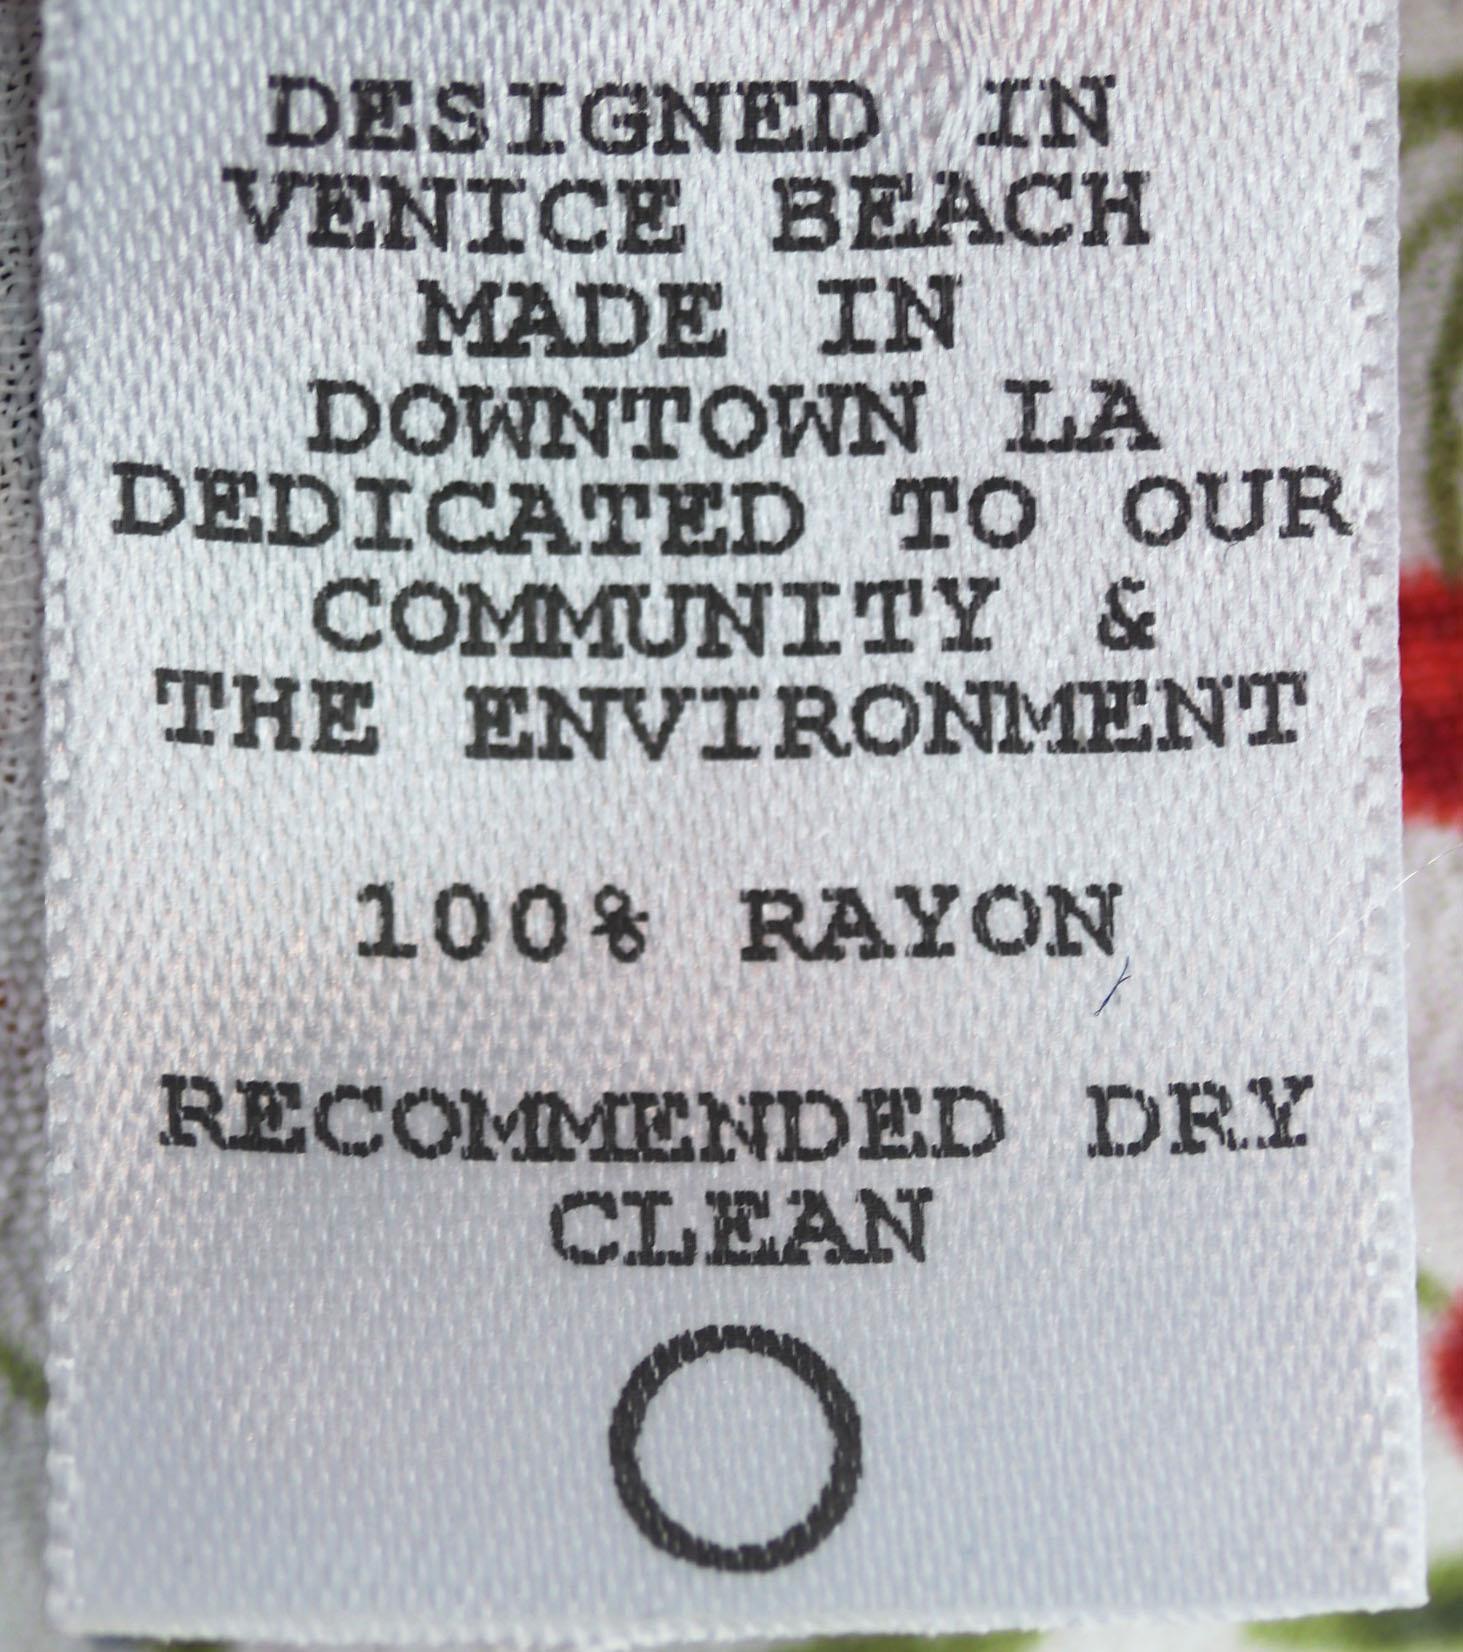 DESIGNED IN
VENICE BEACH
MADE IN
DOWNTOWN LA
DEDICATED TO OUR
COMMUNITY &
THE ENVIRONMENT
100% RAYON
RECOMMENDED DRY
CLEAN